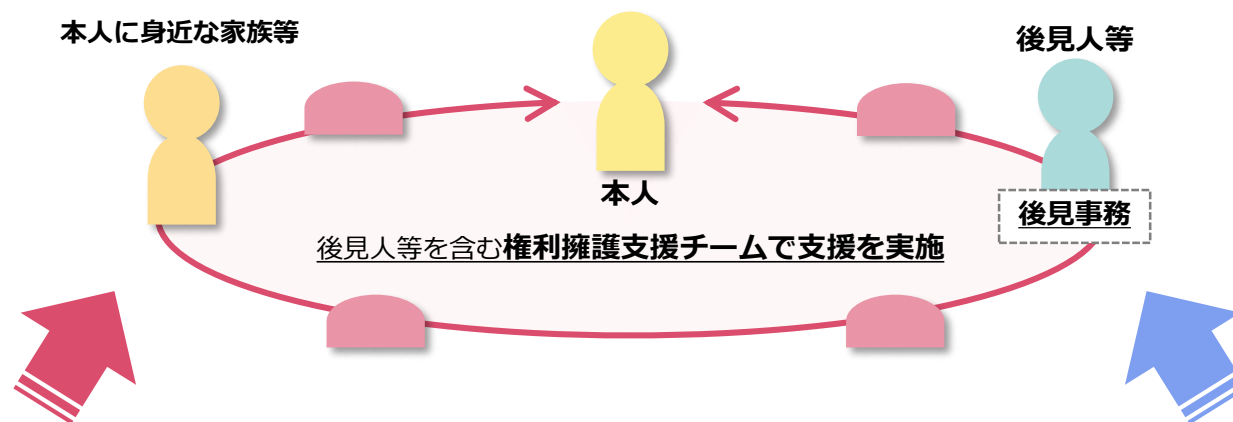 本人に身近な家族等
後見人等
本人
後見事務
後見人等を含む権利擁護支援チームで支援を実施